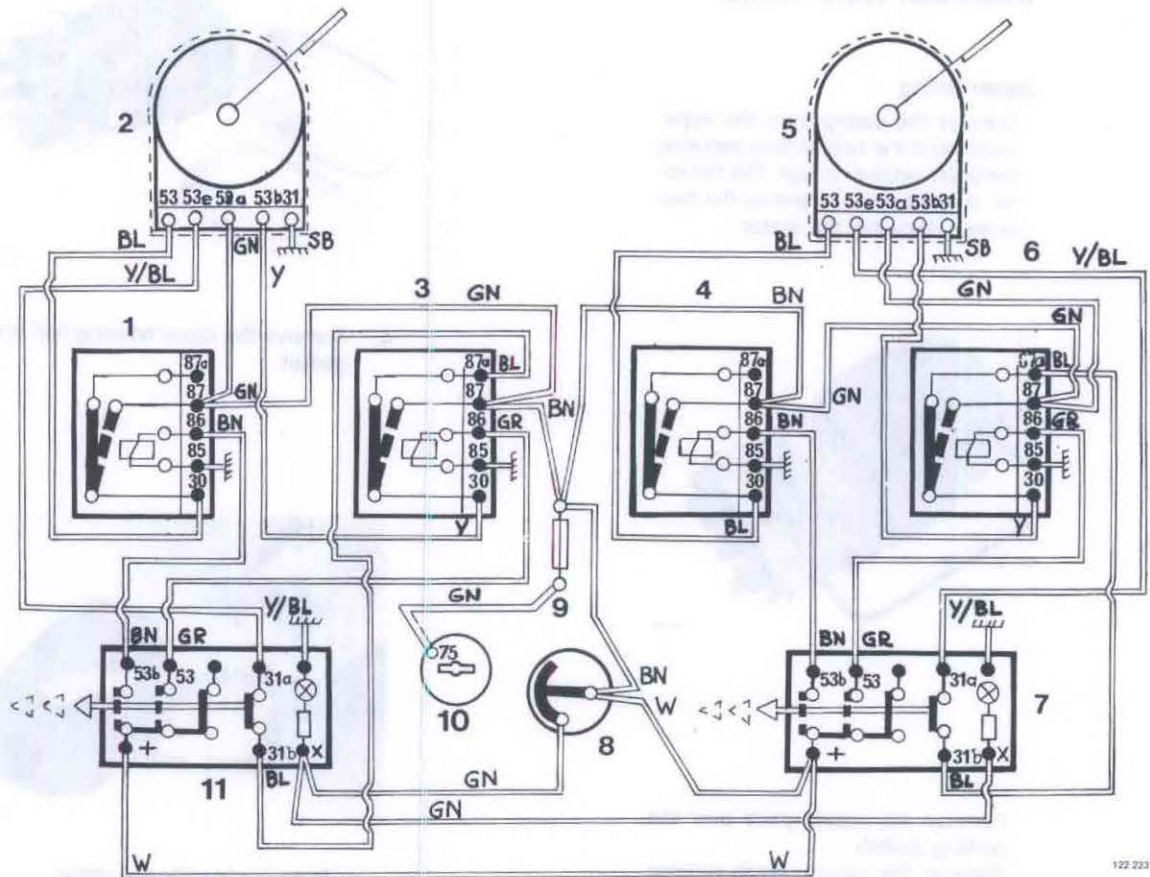 2
5
53 53e 52a 53b 31
53 53e 53a 53b 31
BL
GN
SB
BL
SB
6
Y/BL
Y/BL
Y
3
GN
4
BN
GN
1
GN
87a
87
86
85
30
GN
BN
87a
87
86
85
30
BL
GR
Y
BN
87a
87
86
85
30
BN
BL
GN
87a
87
86
85
30
BL
GR
Y
GN
9
Y/BL
Y/BL
BN GR
53b 53 31a
75
10
BN
W
8
BN GR
53b 53 31a
7
+ 31b X
BL
11
GN
GN
+ 31b X
BL
W
W
122 223